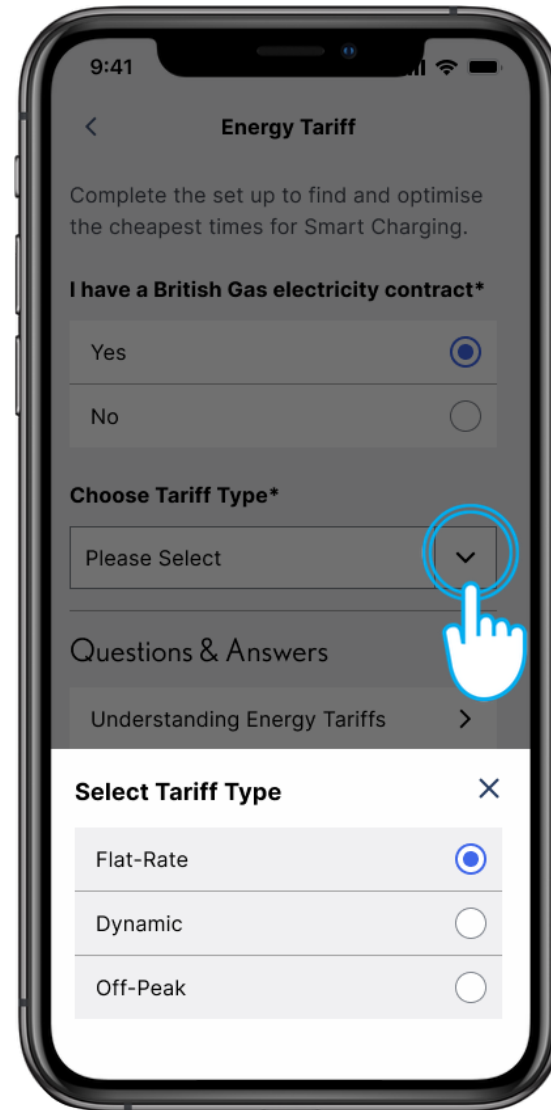 9:41
Energy Tariff
Complete the set up to find and optimise
the cheapest times for Smart Charging.
I have a British Gas electricity contract*
Yes
No
Choose Tariff Type*
Please Select
Questions & Answers
Understanding Energy Tariffs
Select Tariff Type
Flat-Rate
Dynamic
Off-Peak